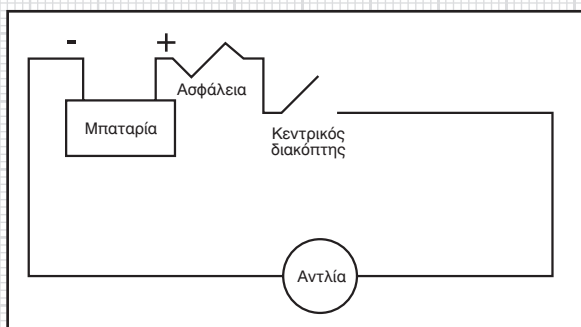 - +
Ασφάλεια
Μπαταρία
Κεντρικός
διακόπτης
Αντλία